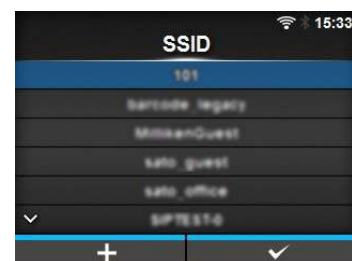 15:33
SSID
101
barcode_legacy
MillikenGuest
sato_guest
sato_office
SIPTEST-0